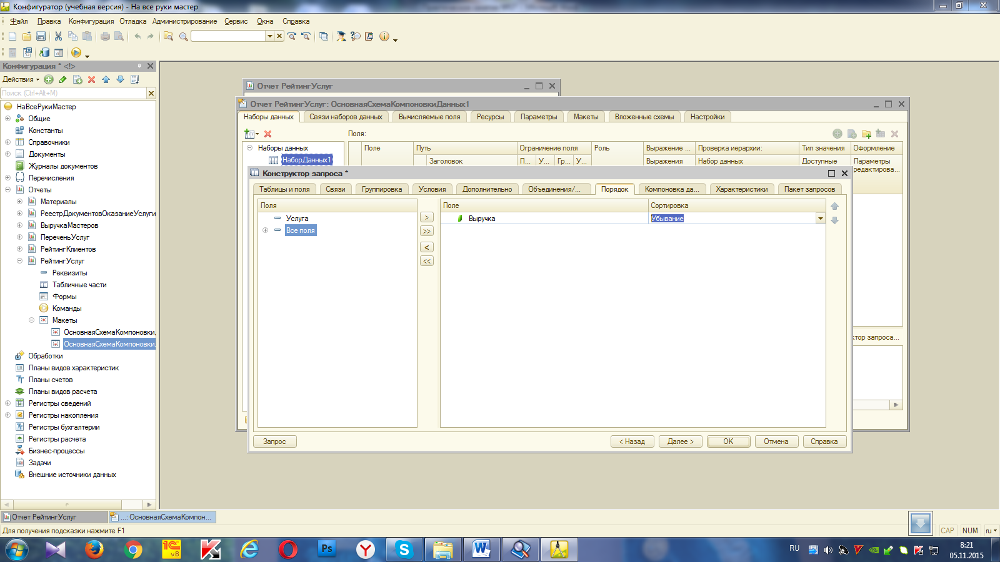 Конфигуратор (учебная версия) - На все руки мастер
Файл Правка Конфигурация Отладка Администрирование Сервис Окна Справка
Конфигурация * <!>
Действия
Поиск (Ctrl+Alt+M)
НаВсеРукиМастер
Общие
Константы
Справочники
Документы
Журналы документов
Перечисления
Отчеты
Материалы
РеестрДокументовОказаниеУслуги
ВыручкаМастеров
ПереченьУслуг
РейтингКлиентов
РейтингУслуг
Реквизиты
Табличные части
Формы
Команды
Макеты
ОсновнаяСхемаКомпоновки
ОсновнаяСхемаКомпоновки
Обработки
Планы видов характеристик
Планы счетов
Планы видов расчета
Регистры сведений
Регистры накопления
Регистры бухгалтерии
Регистры расчета
Бизнес-процессы
Задачи
Внешние источники данных
Отчет РейтингУслуг
Отчет РейтингУслуг: ОсновнаяСхемаКомпоновкиДанных1
Наборы данных Связи наборов данных Вычисляемые поля Ресурсы Параметры Макеты Вложенные схемы Настройки
Поля:
Наборы данных
НаборДанных1
Поле Путь Ограничение поля Роль Выражение ... Проверка иерархии: Тип значения Оформление
Заголовок П... У... Гр... У... Выражения Набор данных Доступные Параметры
редактирова...
ктор запроса...
Конструктор запроса *
Таблицы и поля Связи Группировка Условия Дополнительно Объединения/... Порядок Компоновка да... Характеристики Пакет запросов
Поля Поле Сортировка
Услуга > Выручка Убывание
Все поля >>
<
<<
Запрос < Назад Далее > OK Отмена Справка
Отчет РейтингУслуг ...: ОсновнаяСхемаКомпон...
Для получения подсказки нажмите F1 CAP NUM ru
1С v8 Ps RU 8:21
05.11.2015